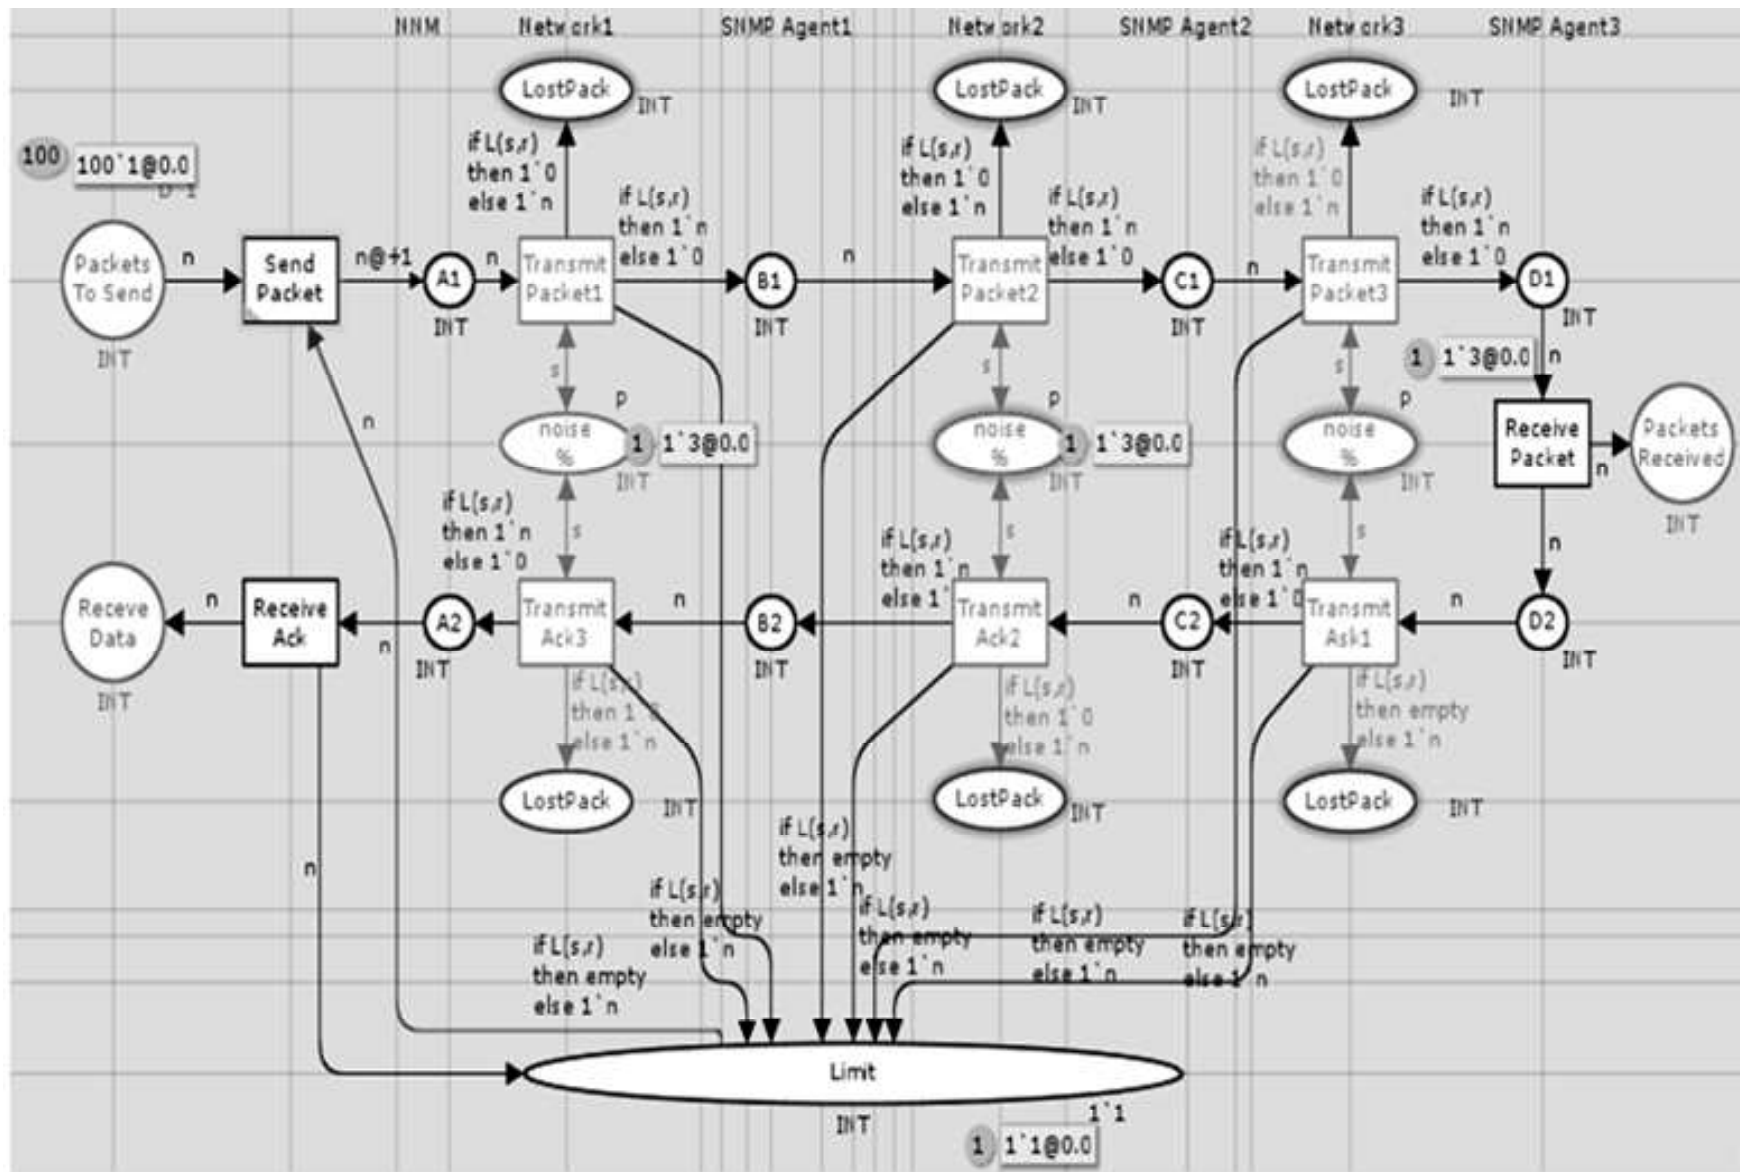 NNM
Network1
SNMP Agent1
Network2
SNMP Agent2
Network3
SNMP Agent3
LostPack
INT
LostPack
INT
LostPack
INT
100
100`1@0.0
if L(s,r)
then 1`0
else 1`n
if L(s,r)
then 1`n
else 1`0
if L(s,r)
then 1`0
else 1`n
if L(s,r)
then 1`n
else 1`0
if L(s,r)
then 1`0
else 1`n
if L(s,r)
then 1`n
else 1`0
Packets
To Send
INT
n
Send
Packet
n@+1
A1
INT
n
Transmit
Packet1
B1
INT
n
Transmit
Packet2
C1
INT
n
Transmit
Packet3
D1
INT
n
s
s
s
1
1`3@0.0
n
p
noise
%
1
1`3@0.0
INT
p
noise
%
1
1`3@0.0
INT
p
noise
%
INT
Receive
Packet
n
Packets
Received
INT
s
s
s
n
if L(s,r)
then 1`n
else 1`0
if L(s,r)
then 1`n
else 1`
if L(s,r)
then 1`n
else 1`0
Receve
Data
INT
n
Receive
Ack
n
A2
INT
Transmit
Ack3
n
B2
INT
Transmit
Ack2
n
C2
INT
Transmit
Ask1
n
D2
INT
if L(s,r)
then 1`0
else 1`n
if L(s,r)
then 1`0
else 1`n
if L(s,r)
then empty
else 1`n
LostPack
INT
LostPack
INT
LostPack
INT
n
if L(s,r)
then empty
else 1`n
if L(s,r)
then empty
else 1`n
if L(s,r)
then empty
else 1`n
if L(s,r)
then empty
else 1`n
if L(s,r)
then empty
else 1`n
if L(s,r)
then empty
else 1`n
Limit
INT
1`1
1
1`1@0.0